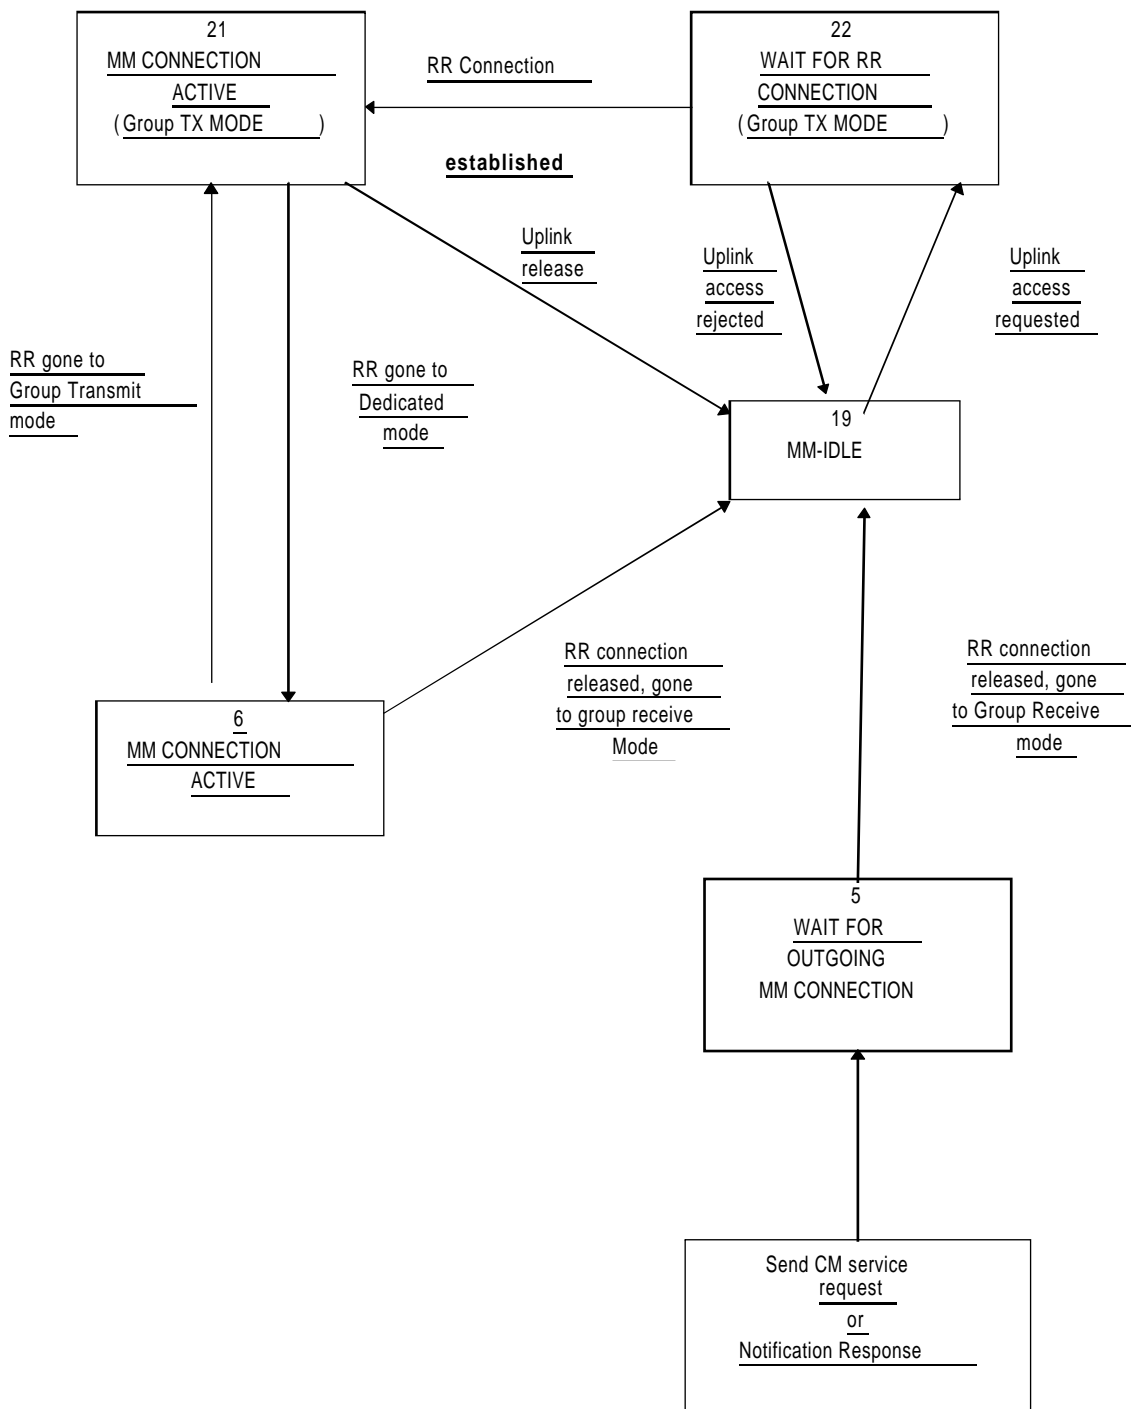 21
MM CONNECTION
ACTIVE
(Group TX MODE )
RR Connection
established
22
WAIT FOR RR
CONNECTION
(Group TX MODE )
Uplink
release
Uplink
access
rejected
Uplink
access
requested
RR gone to
Group Transmit
mode
RR gone to
Dedicated
mode
19
MM-IDLE
RR connection
released, gone
to group receive
Mode
RR connection
released, gone
to Group Receive
mode
6
MM CONNECTION
ACTIVE
5
WAIT FOR
OUTGOING
MM CONNECTION
Send CM service
request
or
Notification Response